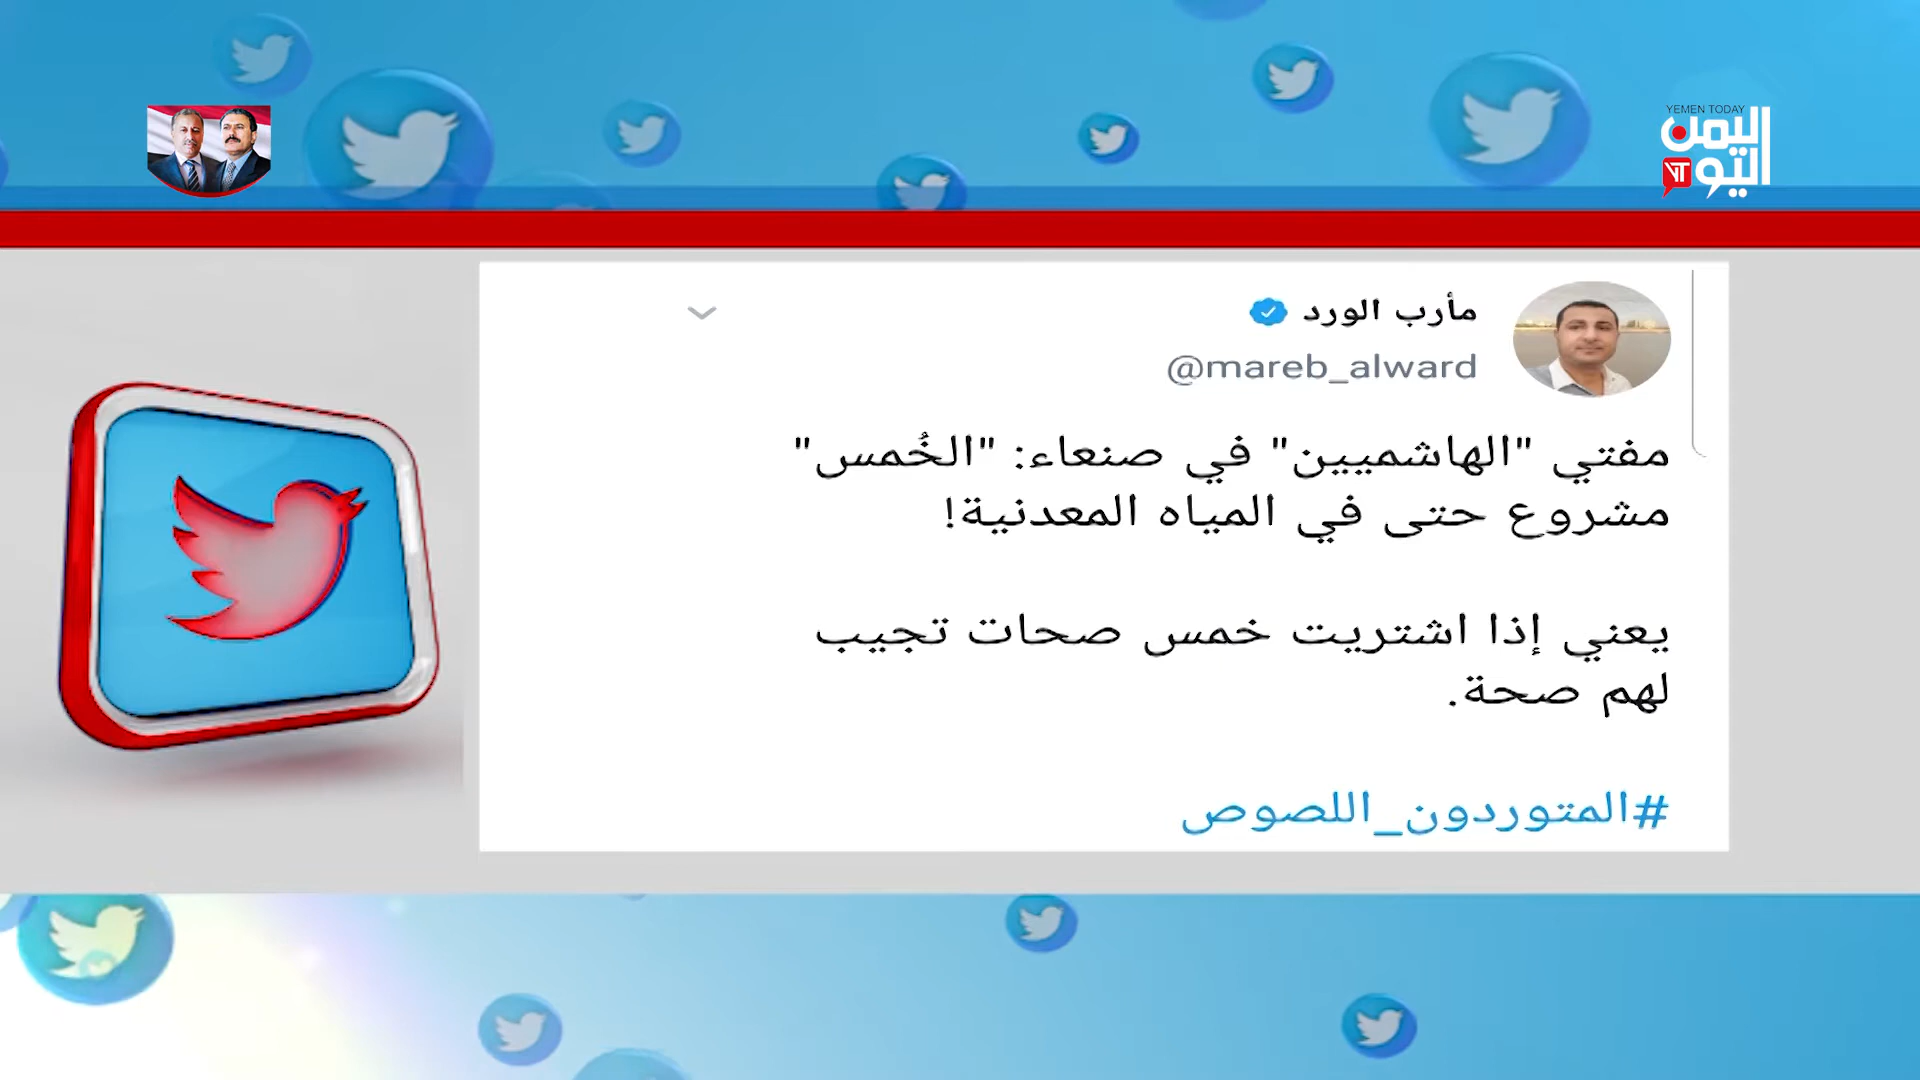 YEMEN TODAY
اليمن
اليوم
YT
مأرب الورد
@mareb_alward
مفتي "الهاشميين" في صنعاء: "الخُمس"
مشروع حتى في المياه المعدنية!
يعني إذا اشتريت خمس صحات تجيب
لهم صحة.
#المتوردون_اللصوص